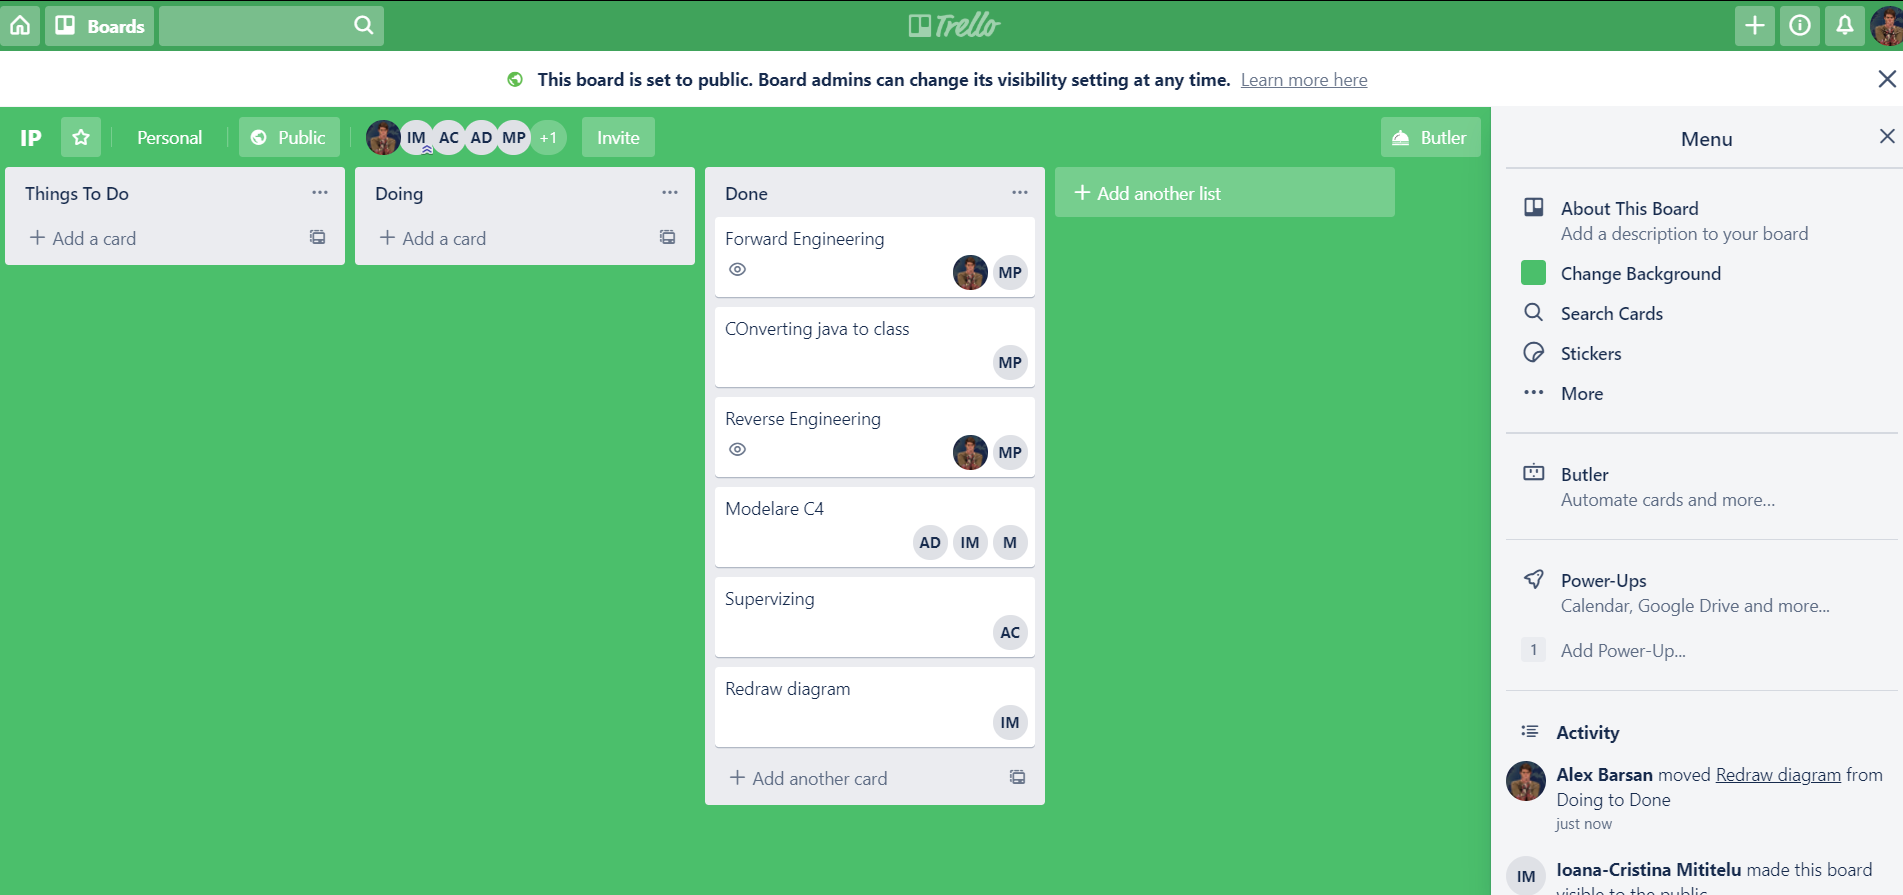 Boards
Trello
This board is set to public. Board admins can change its visibility setting at any time. Learn more here
IP
Personal
Public
IM AC AD MP +1
Invite
Butler
Things To Do
+ Add a card
Doing
+ Add a card
Done
Forward Engineering
MP
COnverting java to class
MP
Reverse Engineering
MP
Modelare C4
AD IM M
Supervizing
AC
Redraw diagram
IM
+ Add another card
+ Add another list
Menu
About This Board
Add a description to your board
Change Background
Search Cards
Stickers
More
Butler
Automate cards and more...
Power-Ups
Calendar, Google Drive and more...
1 Add Power-Up...
Activity
Alex Barsan moved Redraw diagram from
Doing to Done
just now
IM
Ioana-Cristina Mititelu made this board
visible to the public